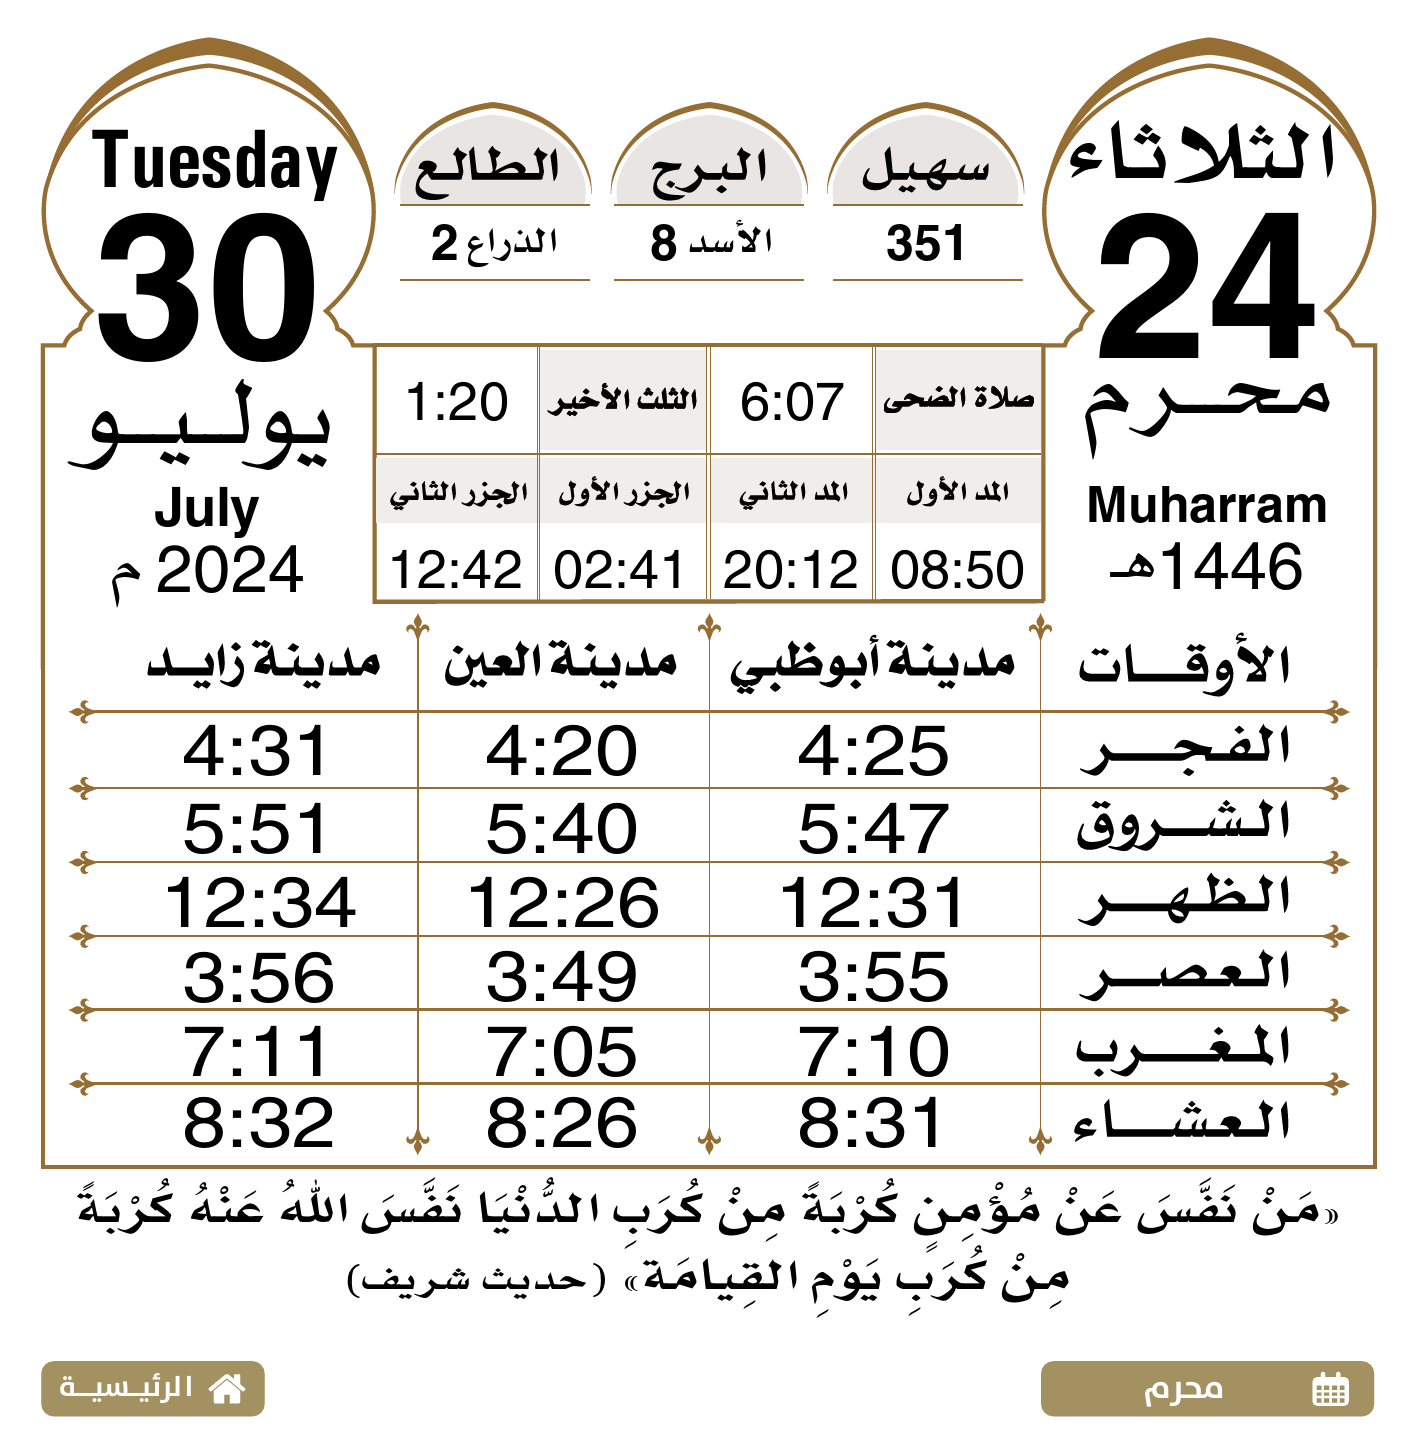 الثلاثاء
24
محرم
Muharram
1446هـ
سهيل
351
البرج
الأسد 8
الطالع
الذراع 2
Tuesday
30
يوليو
July
2024 م
صلاة الضحى 6:07 الثلث الأخير 1:20
المد الأول المد الثاني الجزر الأول الجزر الثاني
08:50 20:12 02:41 12:42
الأوقات مدينة أبوظبي مدينة العين مدينة زايد
الفجر 4:25 4:20 4:31
الشروق 5:47 5:40 5:51
الظهر 12:31 12:26 12:34
العصر 3:55 3:49 3:56
المغرب 7:10 7:05 7:11
العشاء 8:31 8:26 8:32
«مَنْ نَفَّسَ عَنْ مُؤْمِنٍ كُرْبَةً مِنْ كُرَبِ الدُّنْيَا نَفَّسَ اللهُ عَنْهُ كُرْبَةً
مِنْ كُرَبِ يَوْمِ القِيامَة» (حديث شريف)
محرم
الرئيسية